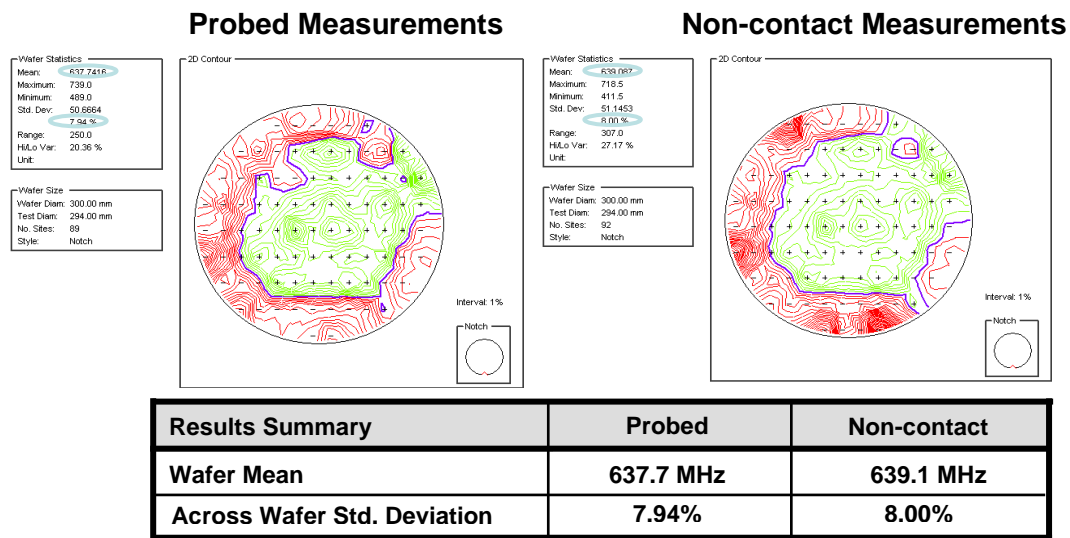 Probed Measurements
Non-contact Measurements
Wafer Statistics
Mean: 637.7416
Maximum: 739.0
Minimum: 489.0
Std. Dev: 50.6664
7.94 %
Range: 250.0
Hi/Lo Var: 20.36 %
Unit:
Wafer Size
Wafer Diam: 300.00 mm
Test Diam: 294.00 mm
No. Sites: 89
Style: Notch
2D Contour
Interval: 1%
Notch
Wafer Statistics
Mean: 639.087
Maximum: 718.5
Minimum: 411.5
Std. Dev: 51.1453
8.00 %
Range: 307.0
Hi/Lo Var: 27.17 %
Unit:
Wafer Size
Wafer Diam: 300.00 mm
Test Diam: 294.00 mm
No. Sites: 92
Style: Notch
2D Contour
Interval: 1%
Notch
Results Summary Probed Non-contact
Wafer Mean 637.7 MHz 639.1 MHz
Across Wafer Std. Deviation 7.94% 8.00%